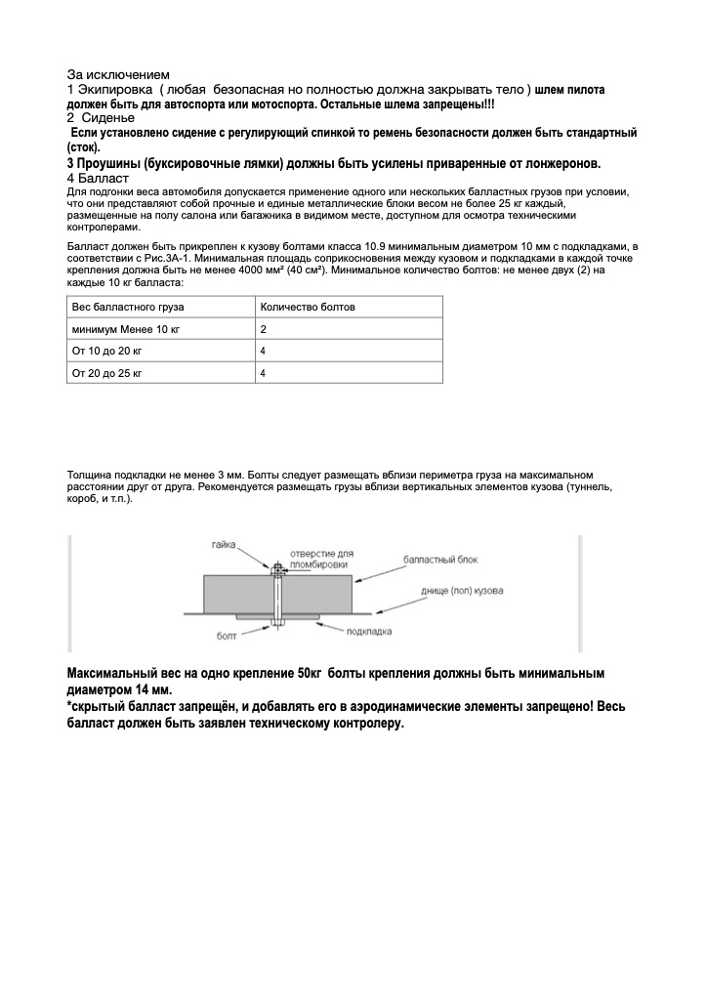 За исключением
1 Экипировка  ( любая  безопасная но полностью должна закрывать тело ) шлем пилота
должен быть для автоспорта или мотоспорта. Остальные шлема запрещены!!!
2  Сиденье
Если установлено сидение с регулирующий спинкой то ремень безопасности должен быть стандартный
(сток).
3 Проушины (буксировочные лямки) должны быть усилены приваренные от лонжеронов.
4 Балласт
Для подгонки веса автомобиля допускается применение одного или нескольких балластных грузов при условии,
что они представляют собой прочные и единые металлические блоки весом не более 25 кг каждый,
размещенные на полу салона или багажника в видимом месте, доступном для осмотра техническими
контролерами.
Балласт должен быть прикреплен к кузову болтами класса 10.9 минимальным диаметром 10 мм с подкладками, в
соответствии с Рис.3А-1. Минимальная площадь соприкосновения между кузовом и подкладками в каждой точке
крепления должна быть не менее 4000 мм² (40 см²). Минимальное количество болтов: не менее двух (2) на
каждые 10 кг балласта:
Вес балластного груза Количество болтов
минимум Менее 10 кг 2
От 10 до 20 кг 4
От 20 до 25 кг 4
Толщина подкладки не менее 3 мм. Болты следует размещать вблизи периметра груза на максимальном
расстоянии друг от друга. Рекомендуется размещать грузы вблизи вертикальных элементов кузова (туннель,
короб, и т.п.).
гайка
отверстие для
пломбировки
балластный блок
днище (пол) кузова
болт
подкладка
Максимальный вес на одно крепление 50кг  болты крепления должны быть минимальным
диаметром 14 мм.
*скрытый балласт запрещён, и добавлять его в аэродинамические элементы запрещено! Весь
балласт должен быть заявлен техническому контролеру.